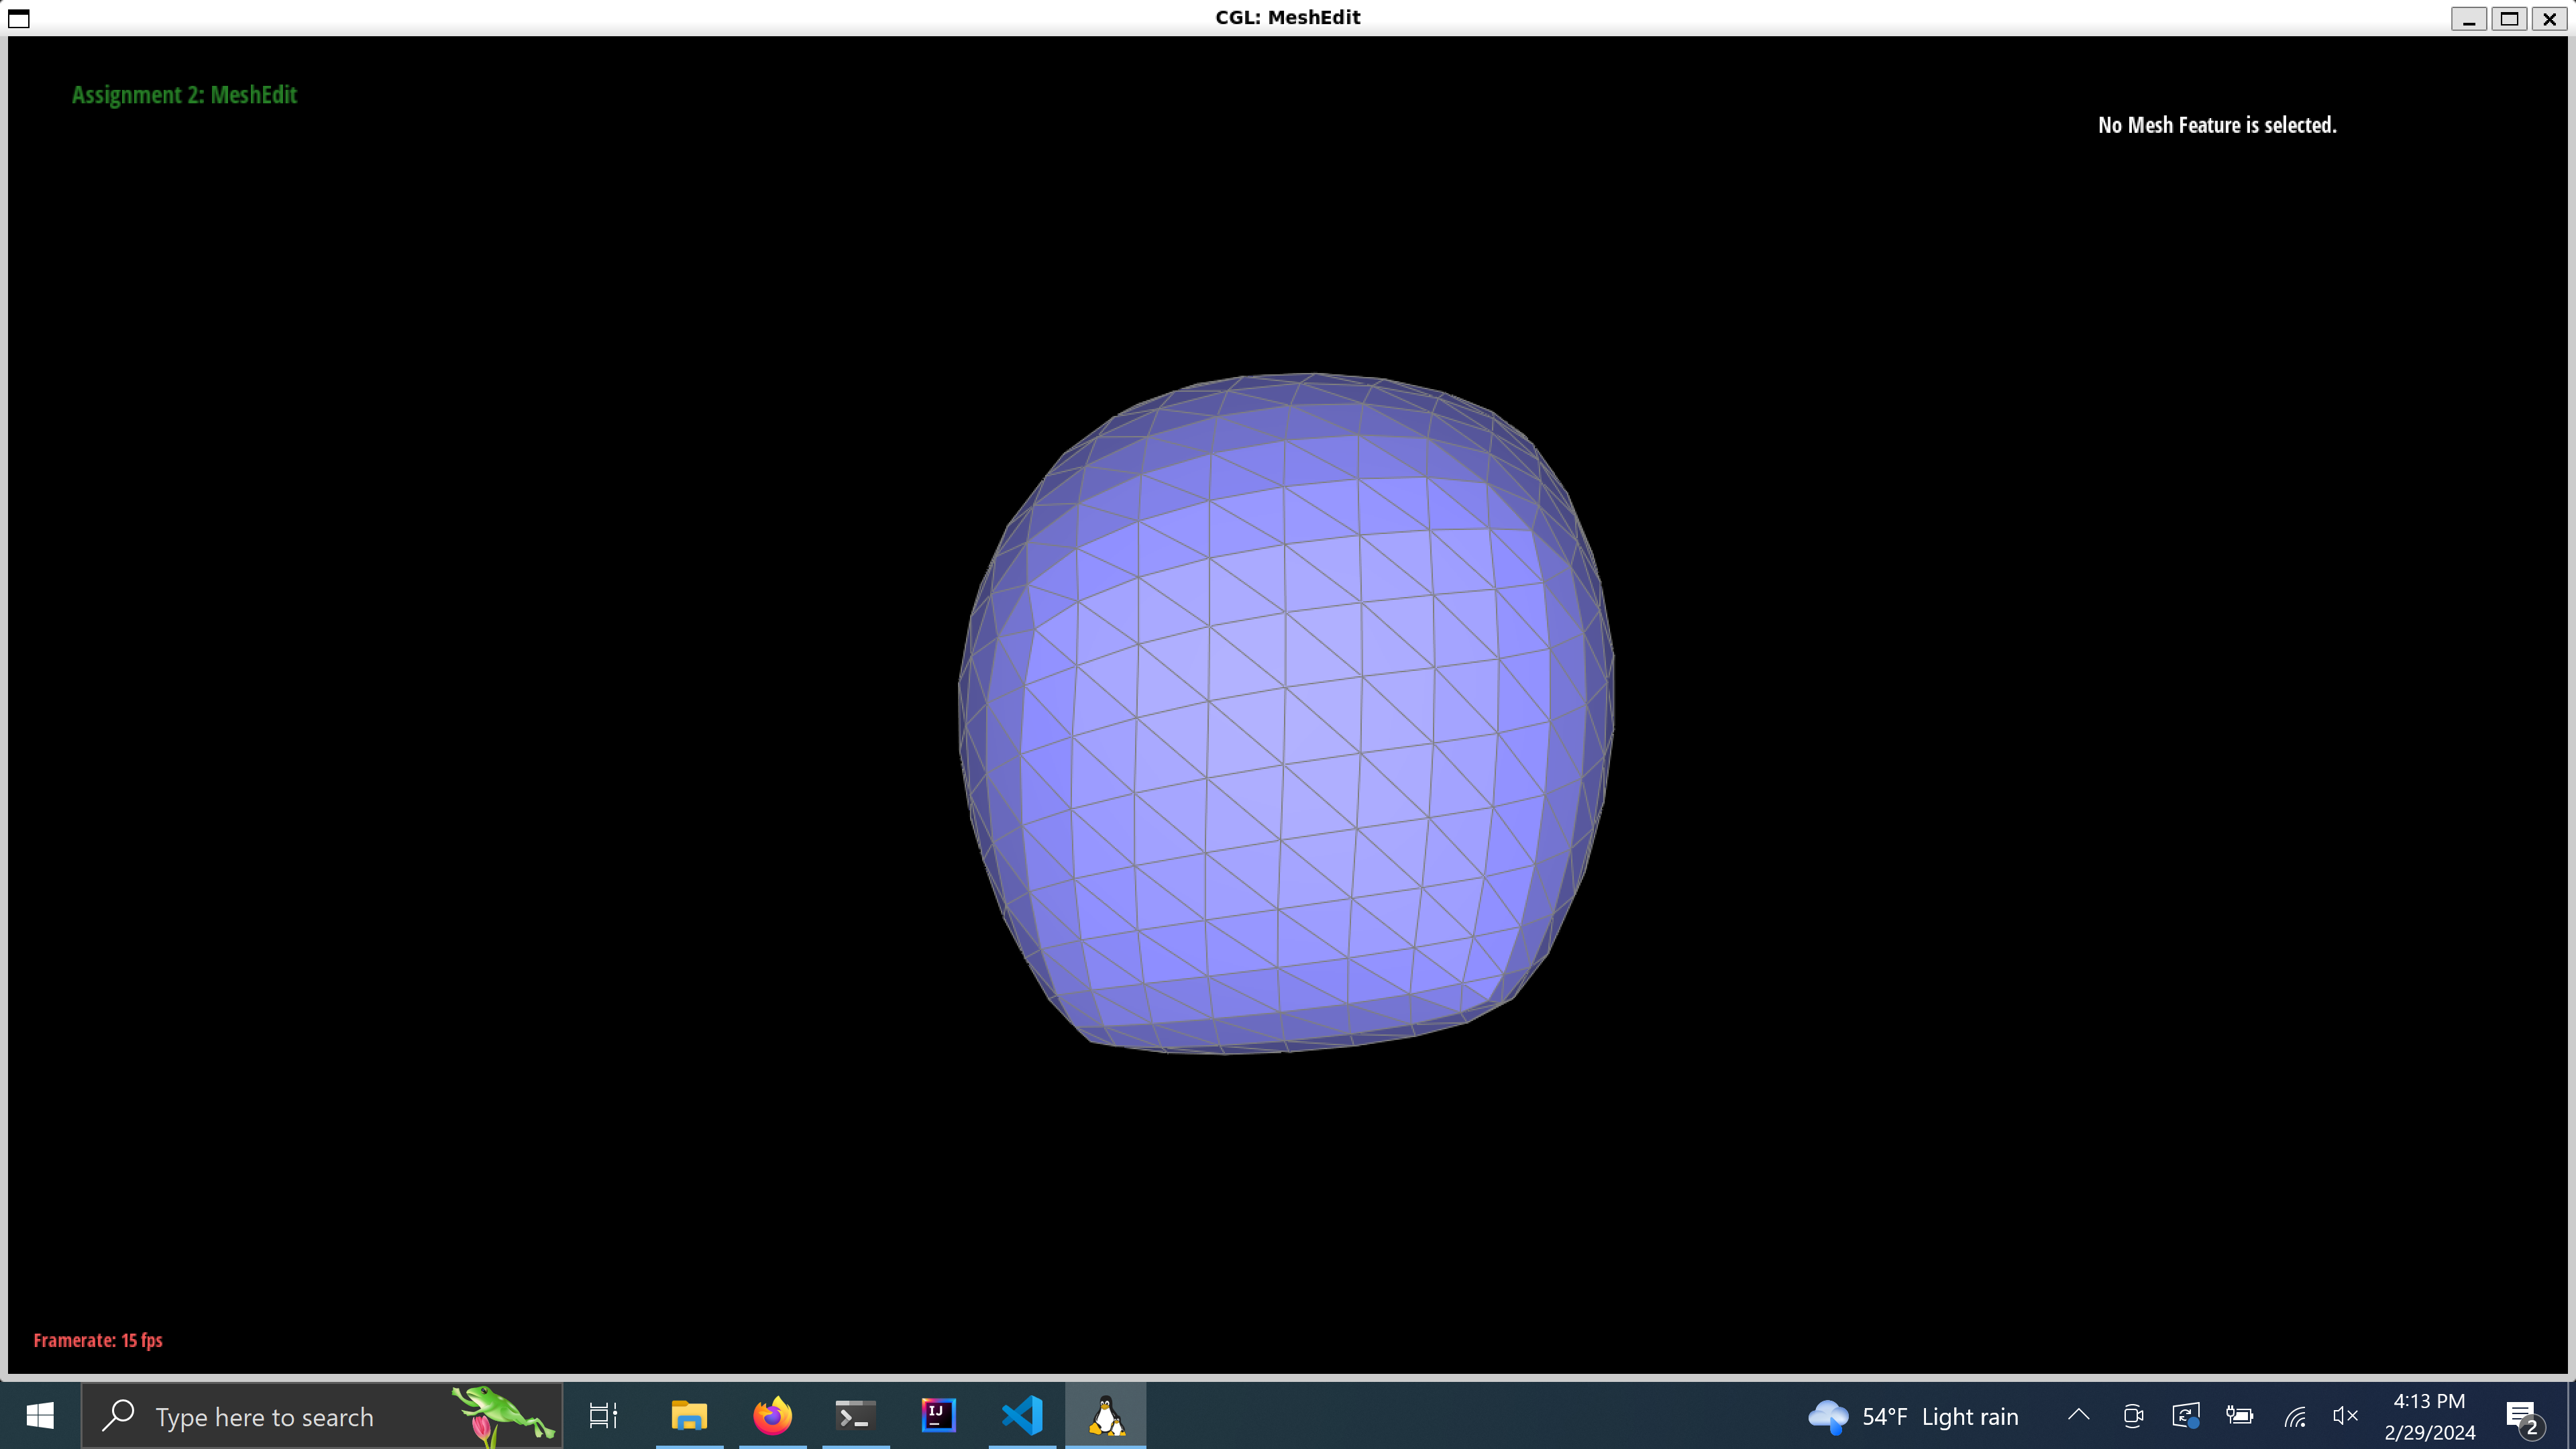 CGL: MeshEdit
Assignment 2: MeshEdit
No Mesh Feature is selected.
Framerate: 15 fps
Type here to search
IJ
54°F Light rain
4:13 PM
2/29/2024
2